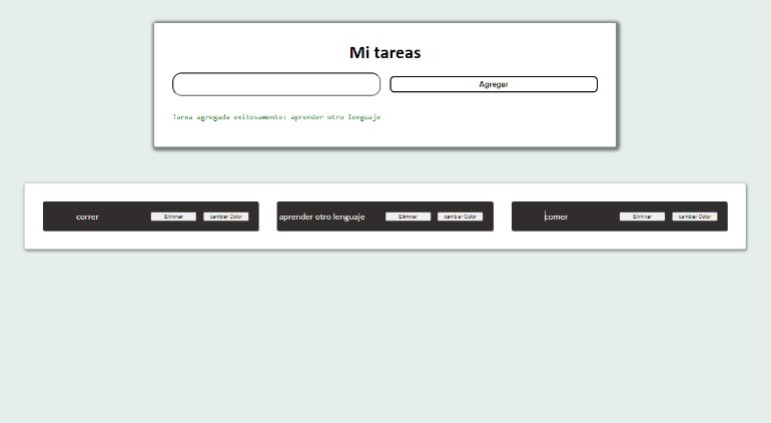 Mi tareas
Agregar
Tarea agregada exitosamente: aprender otro lenguaje
correr Eliminar cambiar Color aprender otro lenguaje Eliminar cambiar Color comer Eliminar cambiar Color